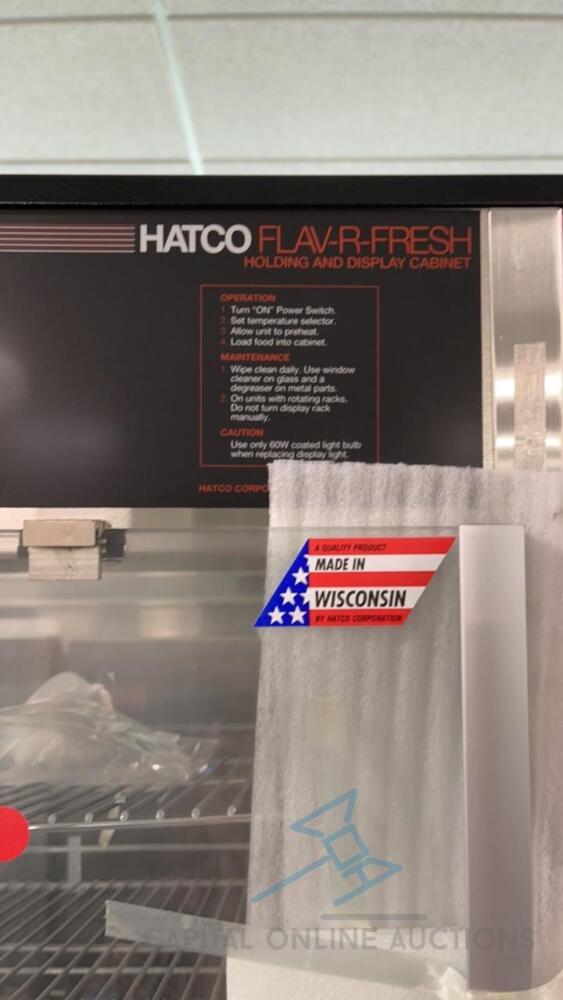 HATCO FLAV-R-FRESH
HOLDING AND DISPLAY CABINET
OPERATION
1. Turn "ON" Power Switch.
2. Set temperature selector.
3. Allow unit to preheat.
4. Load food into cabinet.
MAINTENANCE
1. Wipe clean daily. Use window
cleaner on glass and a
degreaser on metal parts.
2. On units with rotating racks,
Do not turn display rack
manually.
CAUTION
Use only 60W coated light bulb
when replacing display light.
HATCO CORPO
A QUALITY PRODUCT
MADE IN
WISCONSIN
BY HATCO CORPORATION
CAPITAL ONLINE AUCTIONS